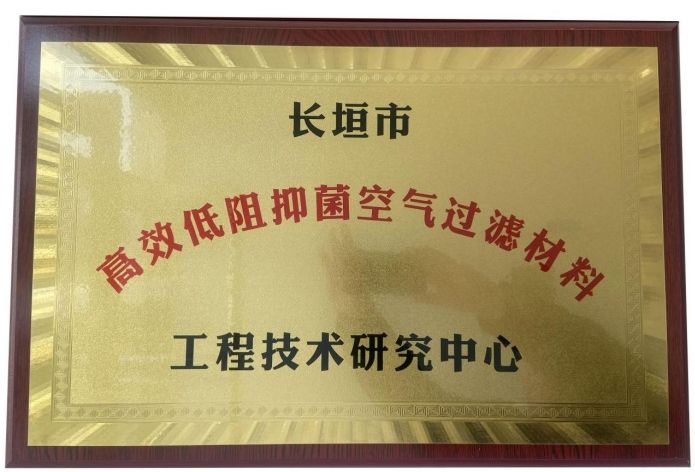 长垣市
高效低阻抑菌空气过滤材料
工程技术研究中心